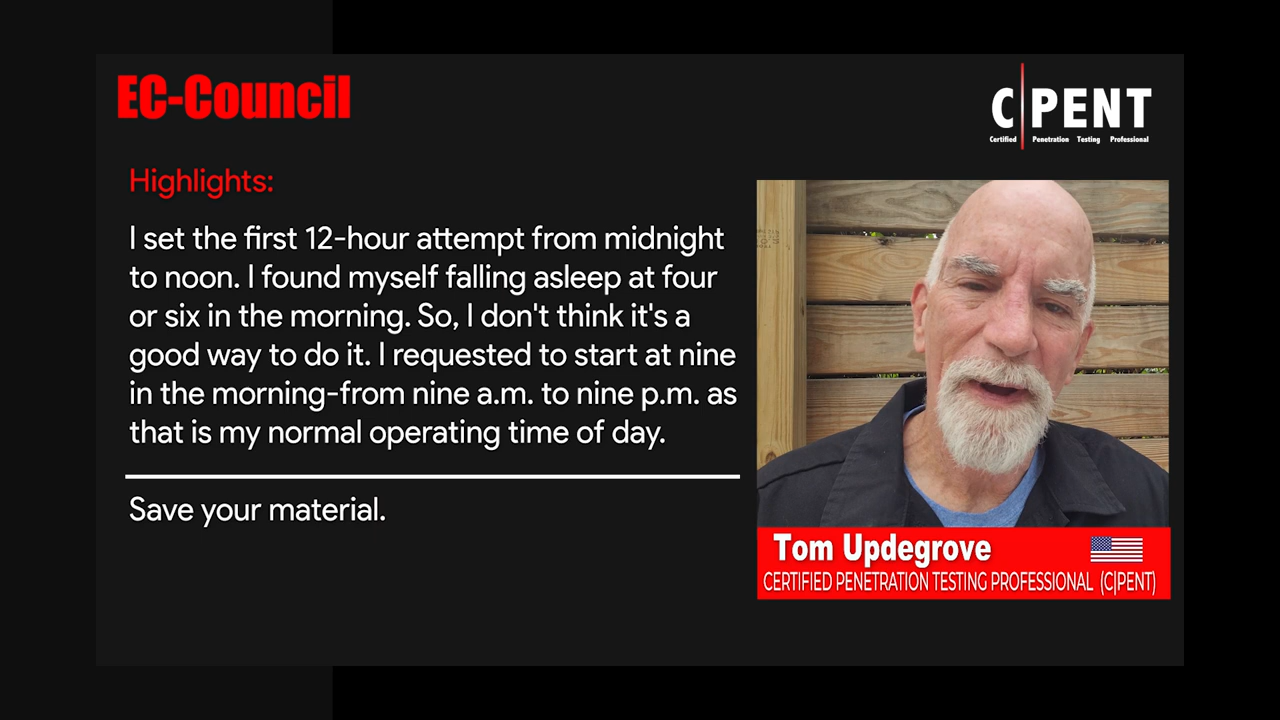 EC-Council
C|PENT
Certified Penetration Testing Professional
Highlights:
I set the first 12-hour attempt from midnight
to noon. I found myself falling asleep at four
or six in the morning. So, I don't think it's a
good way to do it. I requested to start at nine
in the morning-from nine a.m. to nine p.m. as
that is my normal operating time of day.
Save your material.
Tom Updegrove
CERTIFIED PENETRATION TESTING PROFESSIONAL (C|PENT)